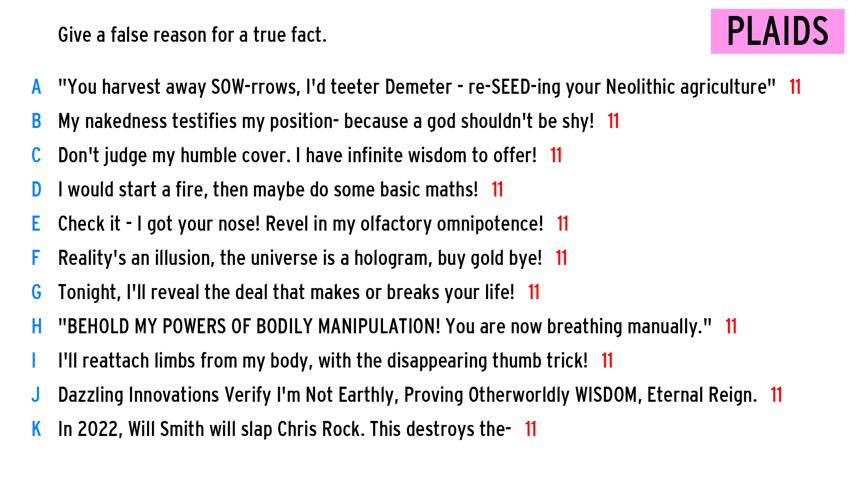 Give a false reason for a true fact.
PLAIDS
A "You harvest away SOW-rrows, I'd teeter Demeter - re-SEED-ing your Neolithic agriculture" 11
B My nakedness testifies my position- because a god shouldn't be shy! 11
C Don't judge my humble cover. I have infinite wisdom to offer! 11
D I would start a fire, then maybe do some basic maths! 11
E Check it - I got your nose! Revel in my olfactory omnipotence! 11
F Reality's an illusion, the universe is a hologram, buy gold bye! 11
G Tonight, I'll reveal the deal that makes or breaks your life! 11
H "BEHOLD MY POWERS OF BODILY MANIPULATION! You are now breathing manually." 11
I I'll reattach limbs from my body, with the disappearing thumb trick! 11
J Dazzling Innovations Verify I'm Not Earthly, Proving Otherworldly WISDOM, Eternal Reign. 11
K In 2022, Will Smith will slap Chris Rock. This destroys the- 11